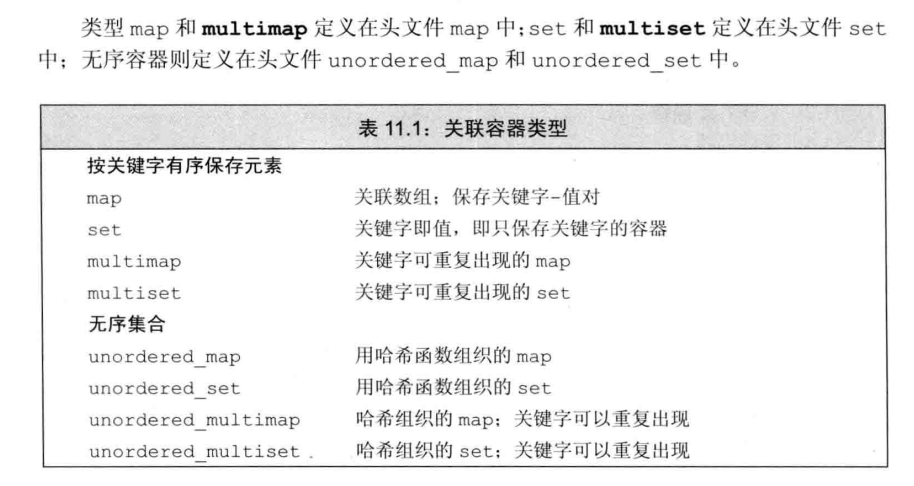 类型 map 和 multimap 定义在头文件 map 中；set 和 multiset 定义在头文件 set
中；无序容器则定义在头文件 unordered_map 和 unordered_set 中。
表 11.1：关联容器类型
按关键字有序保存元素
map 关联数组；保存关键字-值对
set 关键字即值，即只保存关键字的容器
multimap 关键字可重复出现的 map
multiset 关键字可重复出现的 set
无序集合
unordered_map 用哈希函数组织的 map
unordered_set 用哈希函数组织的 set
unordered_multimap 哈希组织的 map；关键字可以重复出现
unordered_multiset 哈希组织的 set；关键字可以重复出现